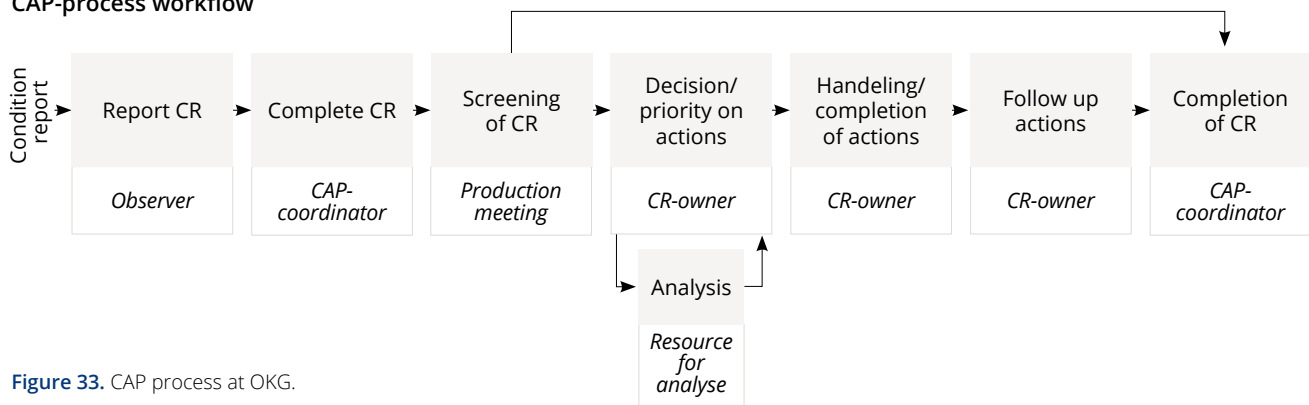 CAP-process workflow
Condition
report
Report CR
Observer
Complete CR
CAP-
coordinator
Screening
of CR
Production
meeting
Decision/
priority on
actions
CR-owner
Handeling/
completion
of actions
CR-owner
Follow up
actions
CR-owner
Completion
of CR
CAP-
coordinator
Analysis
Resource
for
analyse
Figure 33. CAP process at OKG.